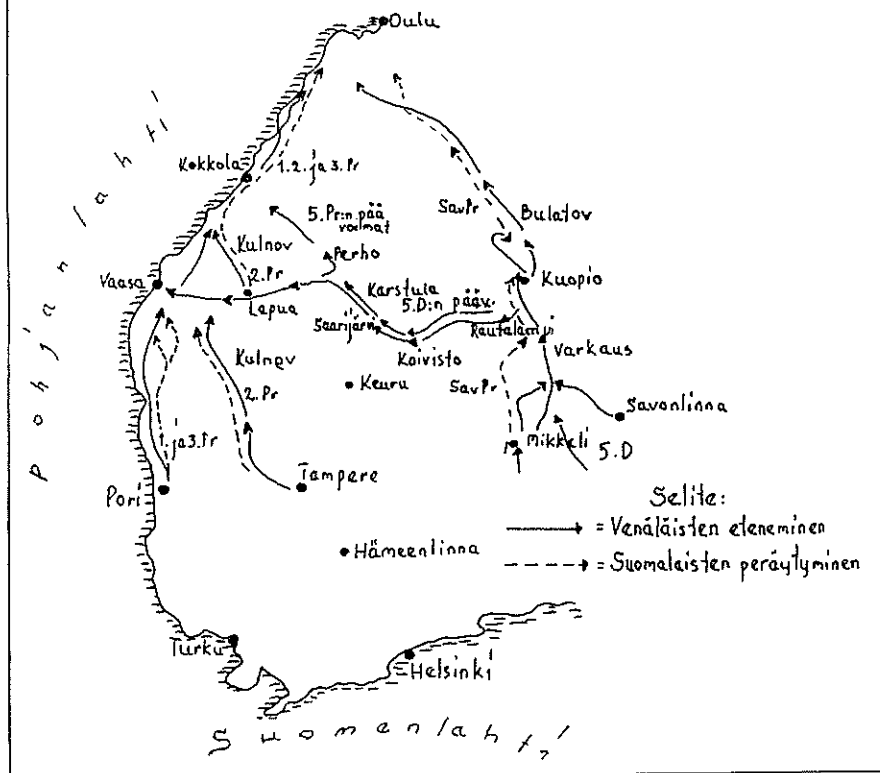 Oulu
Pohjanlahti
Kokkola
1.2. ja 3. Pr
5. Pr:n pää
voimat
SavPr
Bulatov
Kulnov
2. Pr
Perho
Vaasa
Lapua
Karstula
5.D:n pääv.
Kuopio
Saarijärvi
Rautalampi
Koivisto
Varkaus
Kulnev
2. Pr
Keuru
SavPr
Savonlinna
1. ja 3. Pr
Mikkeli
5.D
Pori
Tampere
Selite:
= Venäläisten eteneminen
= Suomalaisten peräytyminen
Hämeenlinna
Turku
Helsinki
Suomenlahti